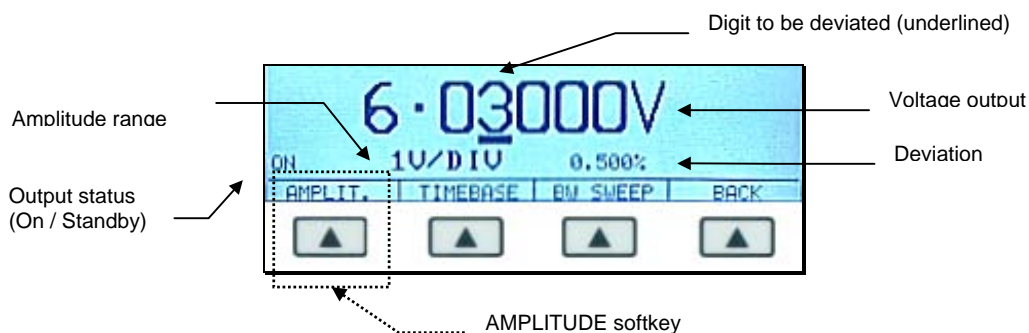 Digit to be deviated (underlined)
6.03000V
Amplitude range
Voltage output
ON 1V/DIV 0.500%
Deviation
Output status
(On / Standby)
AMPLIT. TIMEBASE BW SWEEP BACK
AMPLITUDE softkey